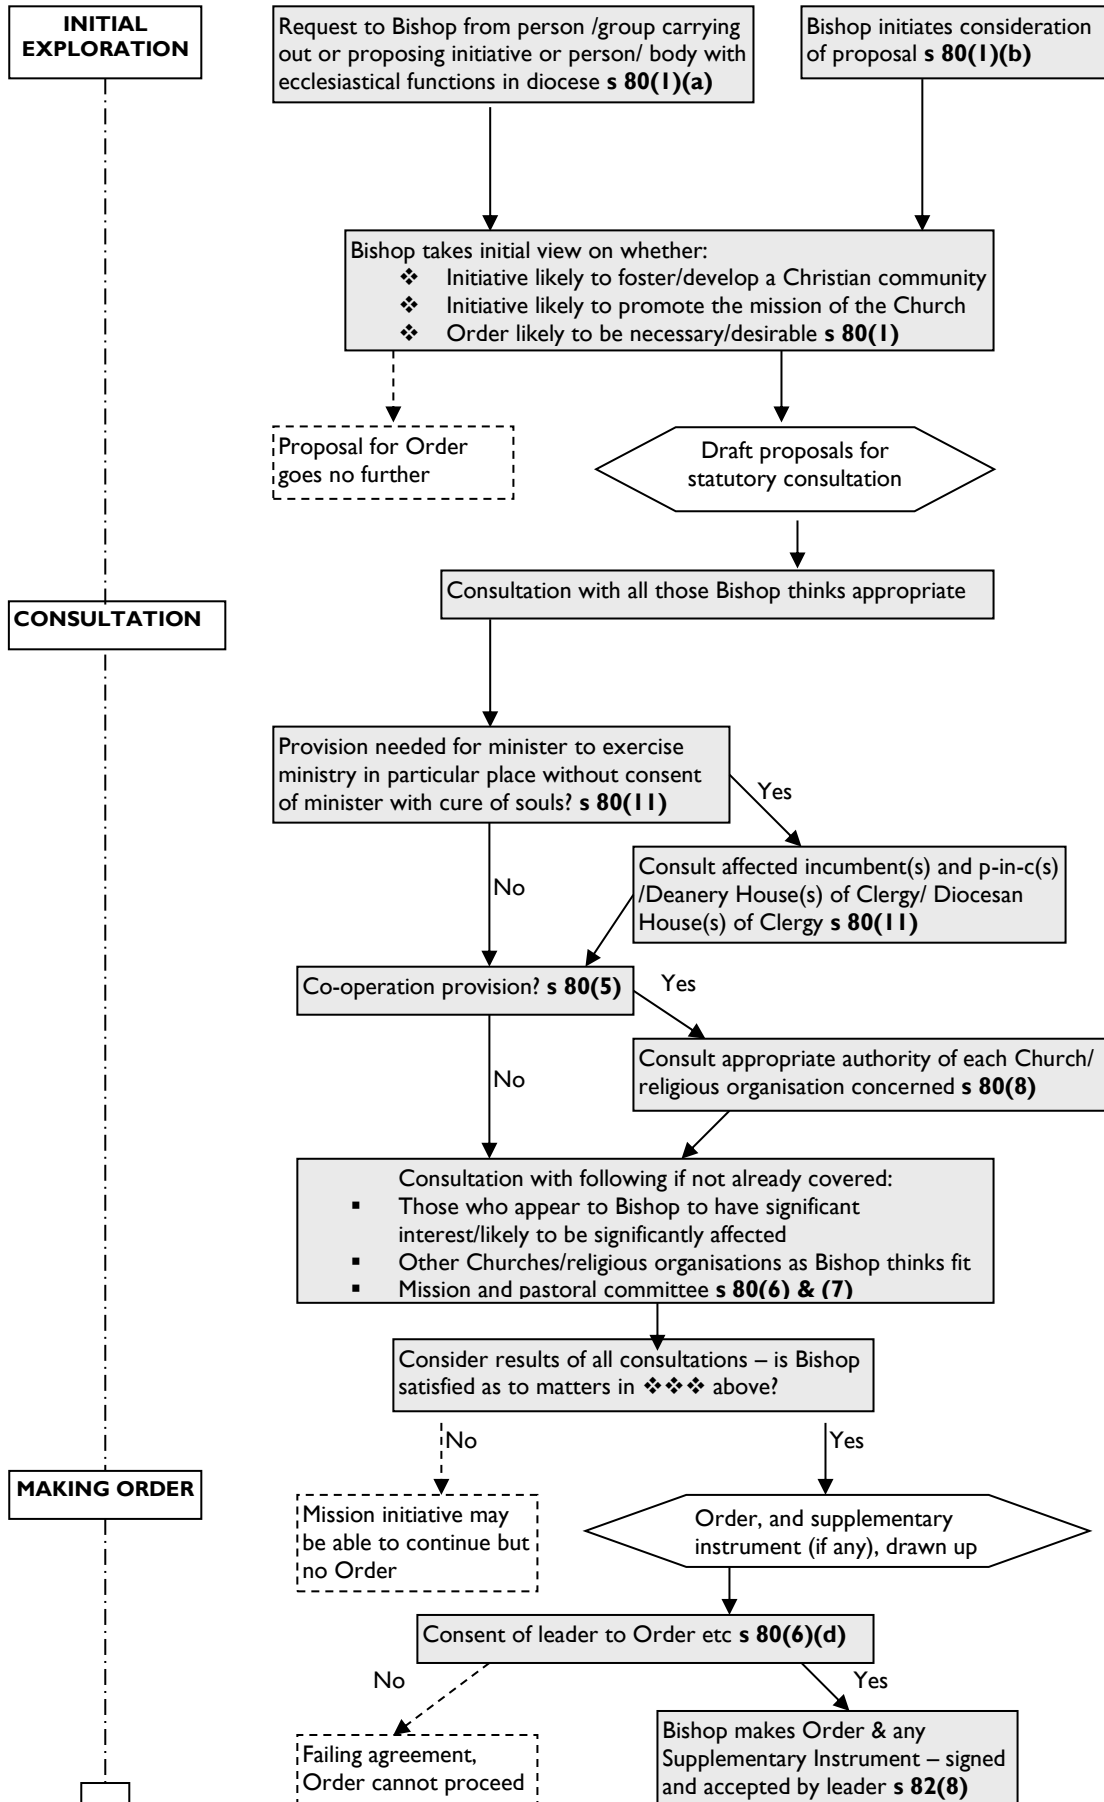 INITIAL
EXPLORATION
Request to Bishop from person /group carrying
out or proposing initiative or person/ body with
ecclesiastical functions in diocese s 80(1)(a)
Bishop initiates consideration
of proposal s 80(1)(b)
Bishop takes initial view on whether:
❖ Initiative likely to foster/develop a Christian community
❖ Initiative likely to promote the mission of the Church
❖ Order likely to be necessary/desirable s 80(1)
Proposal for Order
goes no further
Draft proposals for
statutory consultation
Consultation with all those Bishop thinks appropriate
CONSULTATION
Provision needed for minister to exercise
ministry in particular place without consent
of minister with cure of souls? s 80(11)
Yes
Consult affected incumbent(s) and p-in-c(s)
/Deanery House(s) of Clergy/ Diocesan
House(s) of Clergy s 80(11)
No
Co-operation provision? s 80(5)
Yes
Consult appropriate authority of each Church/
religious organisation concerned s 80(8)
No
Consultation with following if not already covered:
▪ Those who appear to Bishop to have significant
interest/likely to be significantly affected
▪ Other Churches/religious organisations as Bishop thinks fit
▪ Mission and pastoral committee s 80(6) & (7)
Consider results of all consultations – is Bishop
satisfied as to matters in ❖❖❖ above?
No
Yes
MAKING ORDER
Mission initiative may
be able to continue but
no Order
Order, and supplementary
instrument (if any), drawn up
Consent of leader to Order etc s 80(6)(d)
No
Yes
Failing agreement,
Order cannot proceed
Bishop makes Order & any
Supplementary Instrument – signed
and accepted by leader s 82(8)